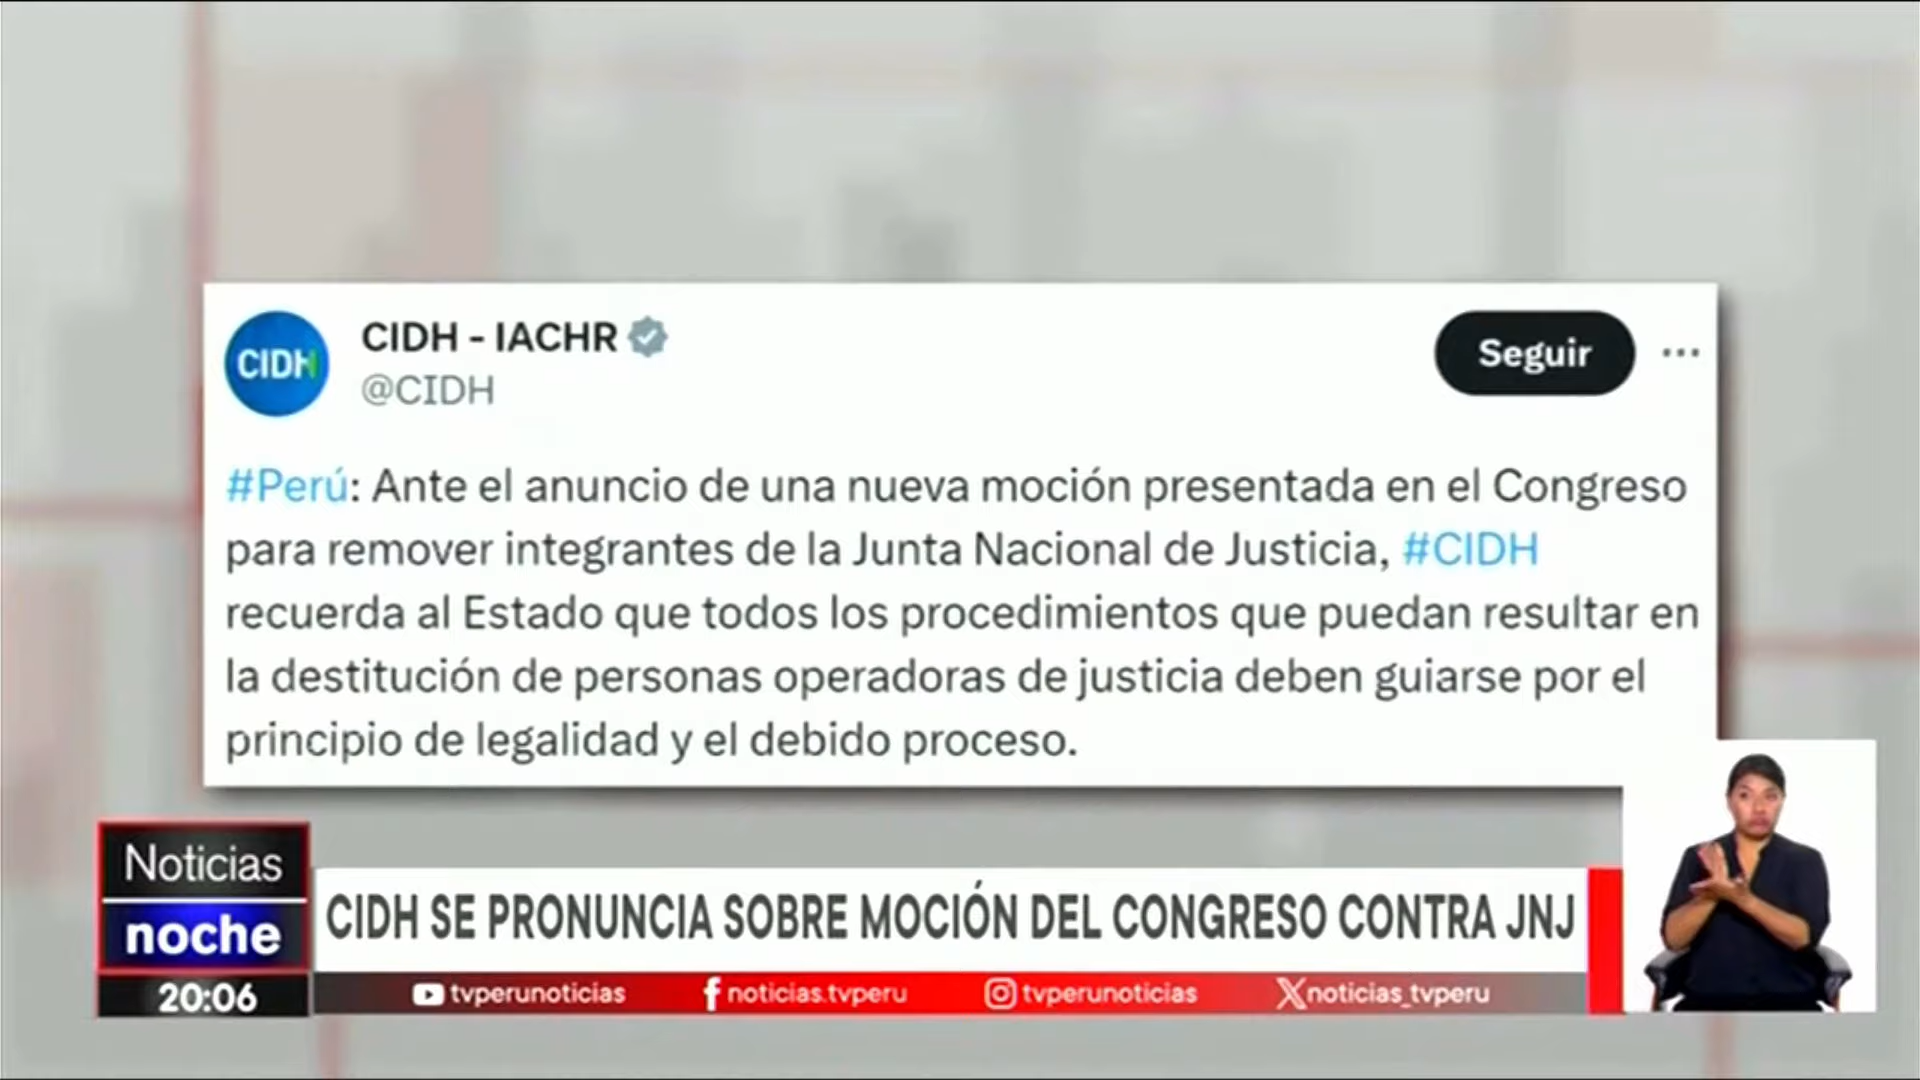 CIDH
CIDH - IACHR
@CIDH
Seguir
#Perú: Ante el anuncio de una nueva moción presentada en el Congreso
para remover integrantes de la Junta Nacional de Justicia, #CIDH
recuerda al Estado que todos los procedimientos que puedan resultar en
la destitución de personas operadoras de justicia deben guiarse por el
principio de legalidad y el debido proceso.
Noticias
noche
20:06
CIDH SE PRONUNCIA SOBRE MOCIÓN DEL CONGRESO CONTRA JNJ
tvperunoticias noticias.tvperu tvperunoticias noticias_tvperu